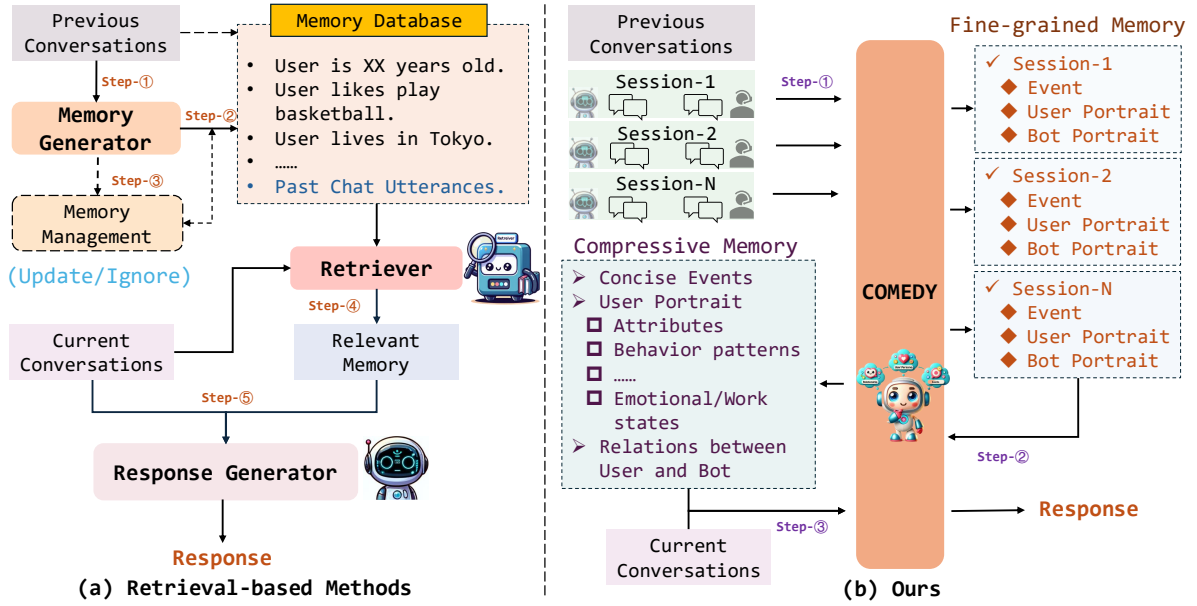 Previous
Conversations
Step-①
Memory
Generator
Step-②
Step-③
Memory
Management
(Update/Ignore)
Memory Database
• User is XX years old.
• User likes play
basketball.
• User lives in Tokyo.
• ……
• Past Chat Utterances.
Retriever
Retriever
Step-④
Current
Conversations
Relevant
Memory
Step-⑤
Response Generator
Response
(a) Retrieval-based Methods
Previous
Conversations
Session-1
Session-2
Session-N
Step-①
Compressive Memory
➢ Concise Events
➢ User Portrait
❑ Attributes
❑ Behavior patterns
❑ ……
❑ Emotional/Work
states
➢ Relations between
User and Bot
COMEDY
Fine-grained Memory
✓ Session-1
◆ Event
◆ User Portrait
◆ Bot Portrait
✓ Session-2
◆ Event
◆ User Portrait
◆ Bot Portrait
✓ Session-N
◆ Event
◆ User Portrait
◆ Bot Portrait
Step-②
Step-③
Current
Conversations
Response
(b) Ours